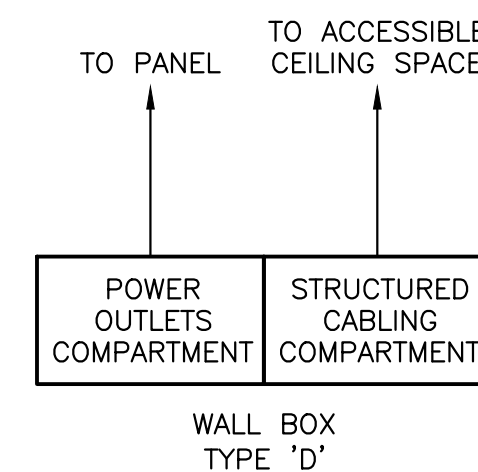 TO PANEL
TO ACCESSIBLE
CEILING SPACE
POWER
OUTLETS
COMPARTMENT
STRUCTURED
CABLING
COMPARTMENT
WALL BOX
TYPE 'D'